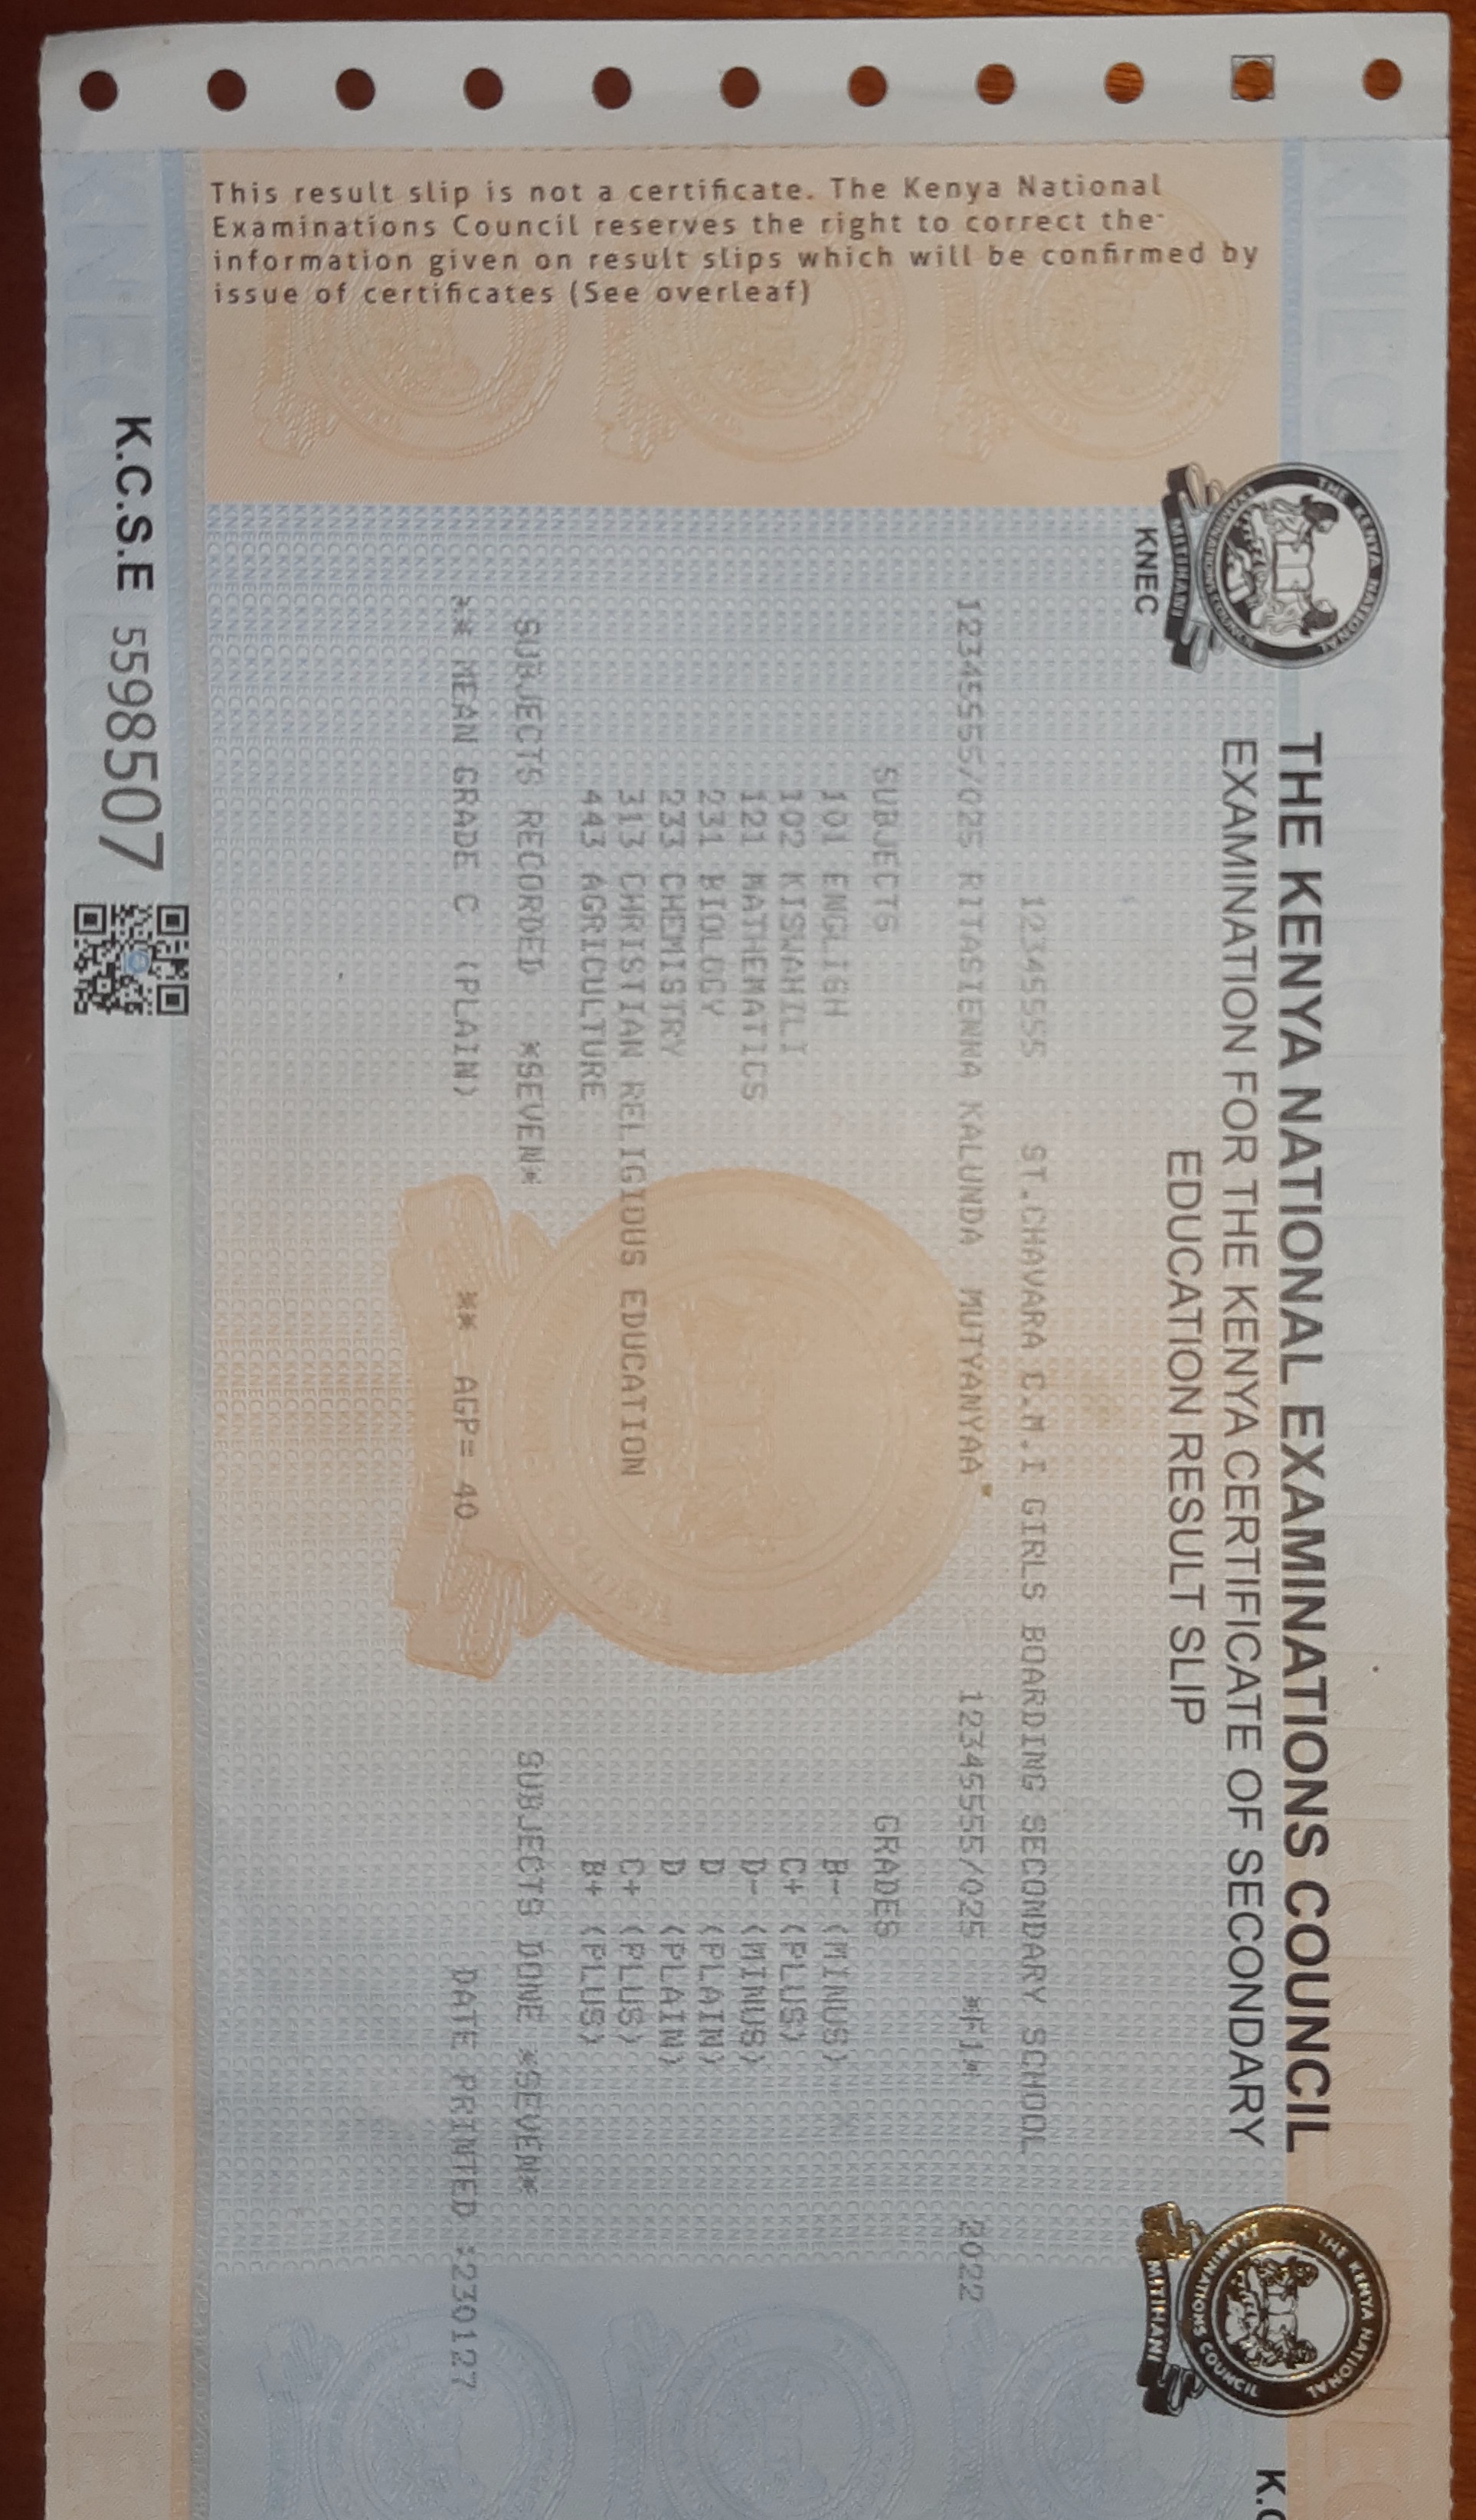 This result slip is not a certificate. The Kenya National
Examinations Council reserves the right to correct the
information given on result slips which will be confirmed by
issue of certificates (See overleaf)
THE KENYA NATIONAL EXAMINATIONS COUNCIL
MITIHANI
KNEC
THE KENYA NATIONAL EXAMINATIONS COUNCIL
EXAMINATION FOR THE KENYA CERTIFICATE OF SECONDARY
EDUCATION RESULT SLIP
THE KENYA NATIONAL EXAMINATIONS COUNCIL
MITIHANI
12345555 ST.CHAVARA C.M.I GIRLS BOARDING SECONDARY SCHOOL
12345555/025 RITASIENNA KALUNDA MUTYANYAA 12345555/025 *F1* 2022
SUBJECTS GRADES
101 ENGLISH B- (MINUS)
102 KISWAHILI C+ (PLUS)
121 MATHEMATICS D- (MINUS)
231 BIOLOGY D (PLAIN)
233 CHEMISTRY D (PLAIN)
313 CHRISTIAN RELIGIOUS EDUCATION C+ (PLUS)
443 AGRICULTURE B+ (PLUS)
SUBJECTS RECORDED *SEVEN* SUBJECTS DONE *SEVEN*
** MEAN GRADE C (PLAIN) ** AGP= 40 DATE PRINTED :230127
K.C.S.E 5598507